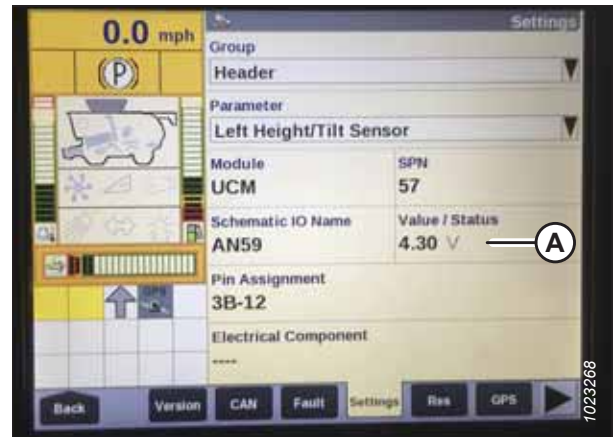 0.0 mph
Settings
(P)
Group
Header
Parameter
Left Height/Tilt Sensor
Module
UCM
SPN
57
Schematic IO Name
AN59
Value / Status
4.30 V
A
Pin Assignment
3B-12
Electrical Component
----
Back
Version
CAN
Fault
Settings
Rss
GPS
1023268